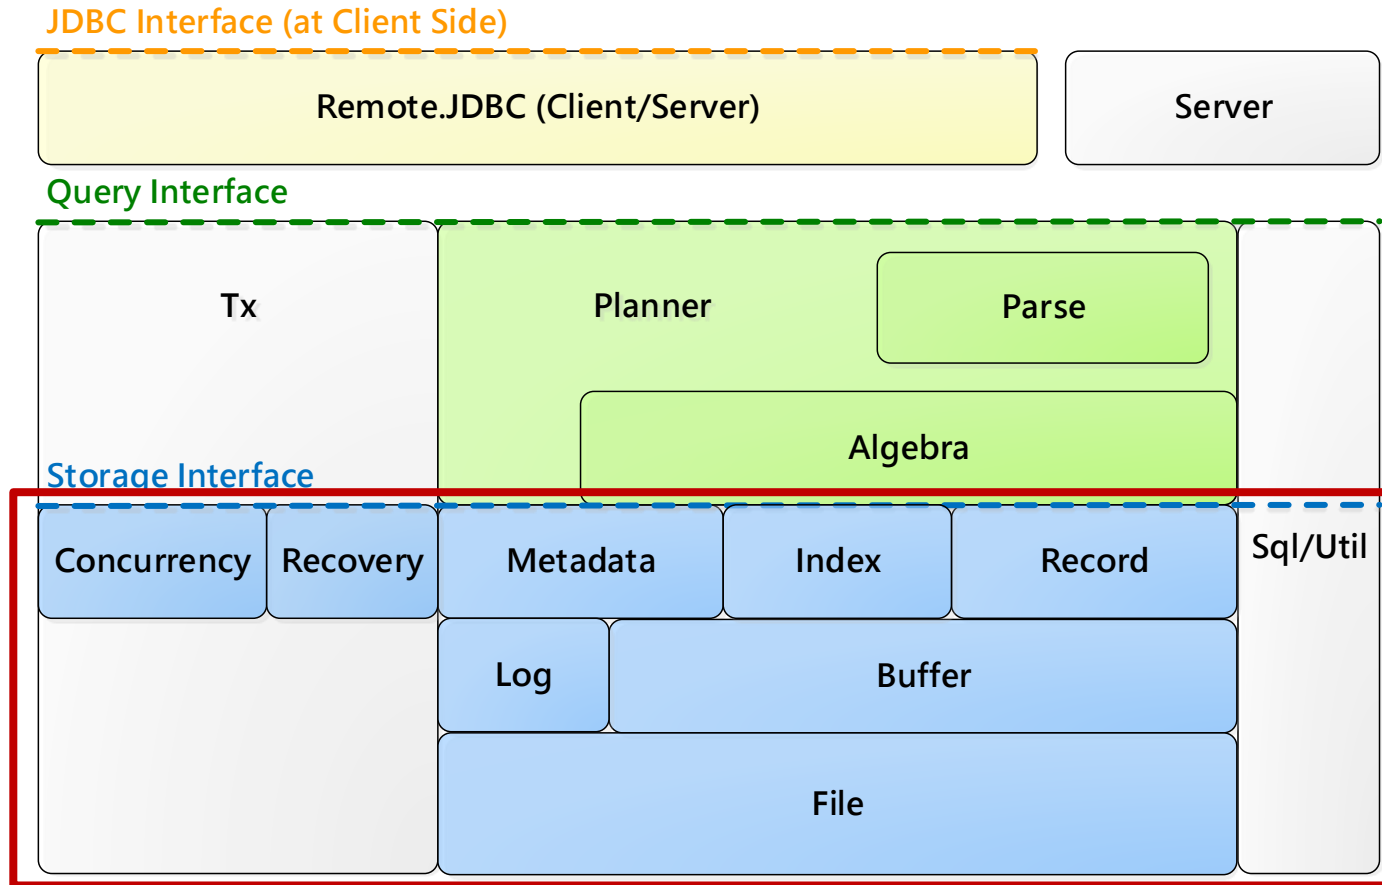 JDBC Interface (at Client Side)
Remote.JDBC (Client/Server)
Server
Query Interface
Tx
Planner
Parse
Algebra
Storage Interface
Concurrency
Recovery
Metadata
Index
Record
Sql/Util
Log
Buffer
File